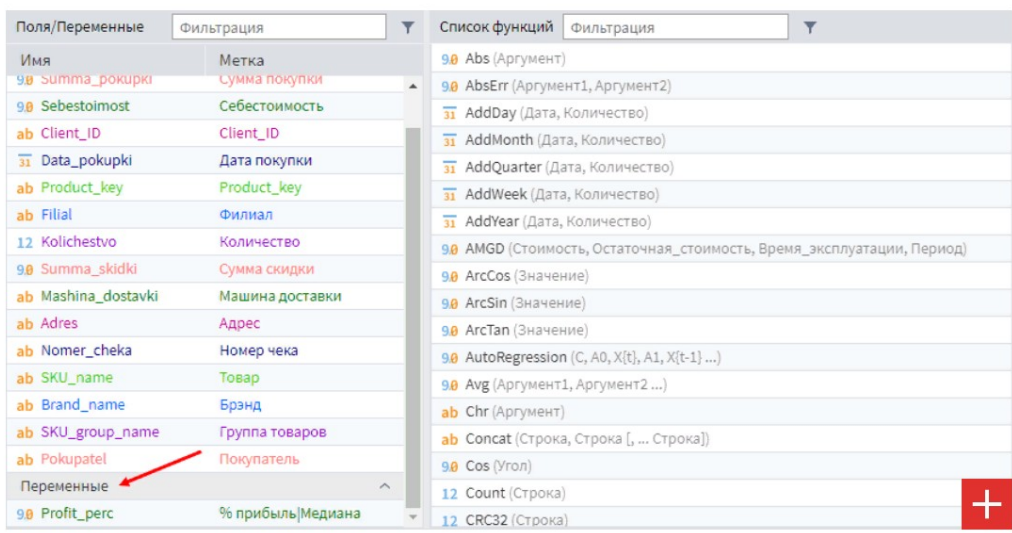 Поля/Переменные Фильтрация
Имя Метка
9.0 Summa_pokupki Сумма покупки
9.0 Sebestoimost Себестоимость
ab Client_ID Client_ID
31 Data_pokupki Дата покупки
ab Product_key Product_key
ab Filial Филиал
12 Kolichestvo Количество
9.0 Summa_skidki Сумма скидки
ab Mashina_dostavki Машина доставки
ab Adres Адрес
ab Nomer_cheka Номер чека
ab SKU_name Товар
ab Brand_name Брэнд
ab SKU_group_name Группа товаров
ab Pokupatel Покупатель
Переменные
9.0 Profit_perc % прибыль|Медиана
Список функций Фильтрация
9.0 Abs (Аргумент)
9.0 AbsErr (Аргумент1, Аргумент2)
31 AddDay (Дата, Количество)
31 AddMonth (Дата, Количество)
31 AddQuarter (Дата, Количество)
31 AddWeek (Дата, Количество)
31 AddYear (Дата, Количество)
9.0 AMGD (Стоимость, Остаточная_стоимость, Время_эксплуатации, Период)
9.0 ArcCos (Значение)
9.0 ArcSin (Значение)
9.0 ArcTan (Значение)
9.0 AutoRegression (C, A0, X{t}, A1, X{t-1} ...)
9.0 Avg (Аргумент1, Аргумент2 ...)
ab Chr (Аргумент)
ab Concat (Строка, Строка [, ... Строка])
9.0 Cos (Угол)
12 Count (Строка)
12 CRC32 (Строка)